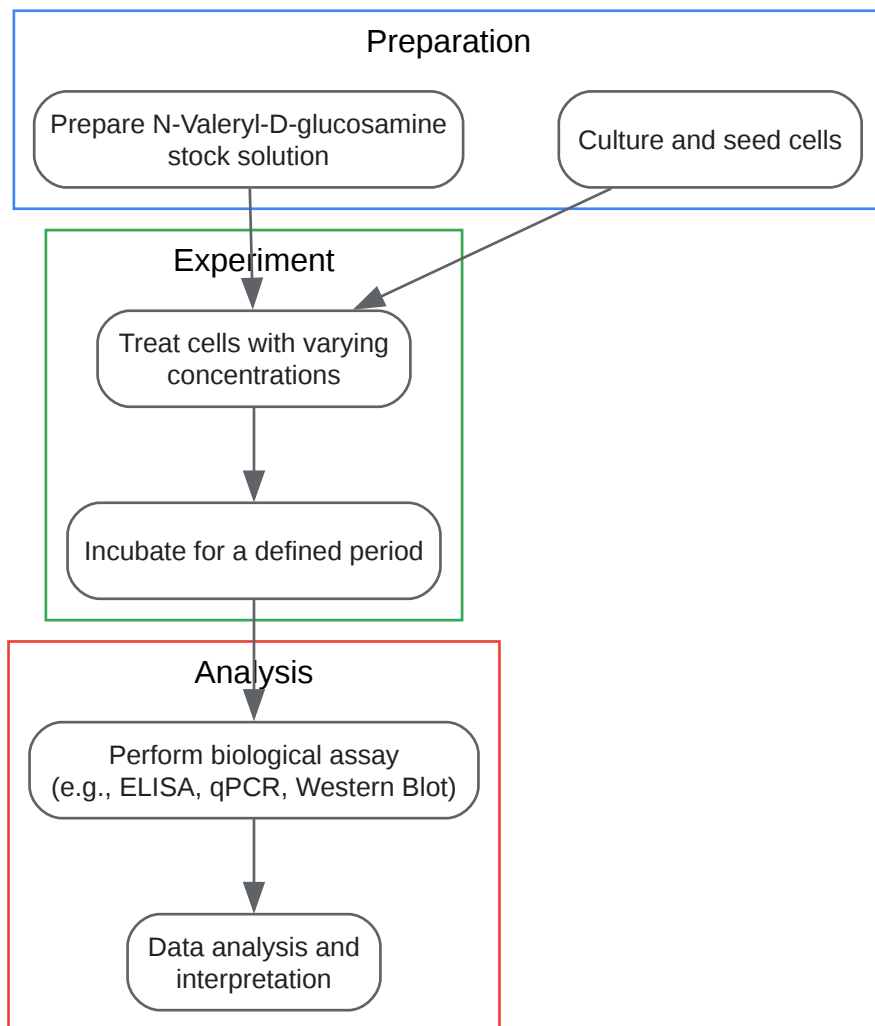 Preparation
Prepare N-Valeryl-D-glucosamine
stock solution
Culture and seed cells
Experiment
Treat cells with varying
concentrations
Incubate for a defined period
Analysis
Perform biological assay
(e.g., ELISA, qPCR, Western Blot)
Data analysis and
interpretation